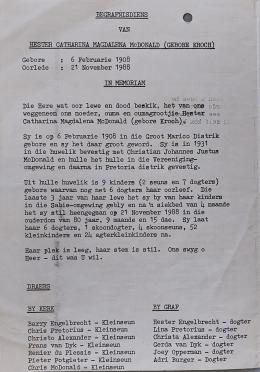 BEGRAFNISDIENS
VAN
HESTER CATHARINA MAGDALENA McDONALD (GEBORE KROCH)
Gebore : 6 Februarie 1908
Oorlede : 21 November 1988
IN MEMORIAM
Die Here wat oor lewe en dood beskik, het van ons
weggeneem ons moeder, ouma en oumagrootjie Hester
Catharina Magdalena McDonald (gebore Kroch).
Sy is op 6 Februarie 1908 in die Groot Marico Distrik
gebore en sy het daar groot geword. Sy is in 1931
in die huwelik bevestig met Christian Johannes Justus
McDonald en hulle het hulle in die Vereeniging-
omgewing en daarna in Pretoria distrik gevestig.
Uit hulle huwelik is 9 kinders (2 seuns en 7 dogters)
gebore waarvan nog net 6 dogters haar oorleef. Die
laaste 3 jaar van haar lewe het sy by van haar kinders
in die Sabie-omgewing gebly en na 'n siekbed van 4 maande
het sy stil heengegaan op 21 November 1988 in die
ouderdom van 80 jaar, 9 maande en 15 dae. Sy laat
haar 6 dogters, 1 skoondogter, 4 skoonseuns, 52
kleinkinders en 24 agterkleinkinders na.
Haar plek is leeg, haar stem is stil. Ons swyg o
Heer - dit was U wil.
DRAERS
BY KERK
Barry Engelbrecht - Kleinseun
Chris Pretorius - Kleinseun
Christo Alexander - Kleinseun
Frans van Dyk - Kleinseun
Renier du Plessis - Kleinseun
Pieter Potgieter - Kleinseun
Chris McDonald - Kleinseun
BY GRAF
Hester Engelbrecht - dogter
Lina Pretorius - dogter
Christa Alexander - dogter
Gerda van Dyk - dogter
Joey Opperman - dogter
Adri Burger - Dogter